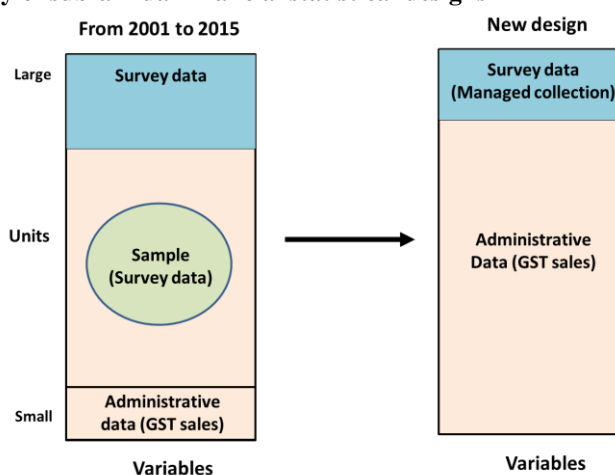 From 2001 to 2015
Large
Survey data
Units
Sample
(Survey data)
Small
Administrative
data (GST sales)
Variables
New design
Survey data
(Managed collection)
Administrative
Data (GST sales)
Variables